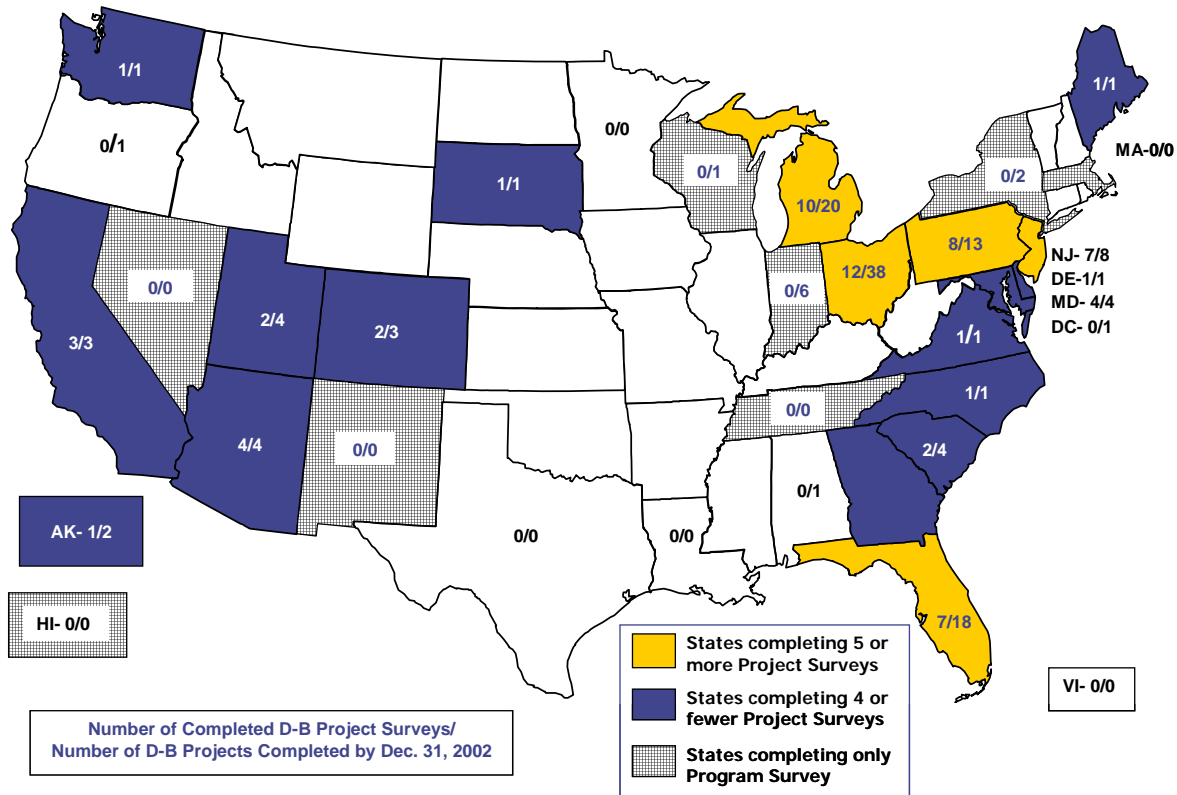 1/1
1/1
0/0
0/1
MA-0/0
1/1
0/1
0/2
10/20
8/13
NJ- 7/8
12/38
DE-1/1
0/0
0/6
MD- 4/4
2/4
2/3
DC- 0/1
3/3
1/1
1/1
0/0
4/4
0/0
2/4
0/1
AK- 1/2
0/0
0/0
HI- 0/0
7/18
States completing 5 or
more Project Surveys
VI- 0/0
States completing 4 or
fewer Project Surveys
Number of Completed D-B Project Surveys/
Number of D-B Projects Completed by Dec. 31, 2002
States completing only
Program Survey